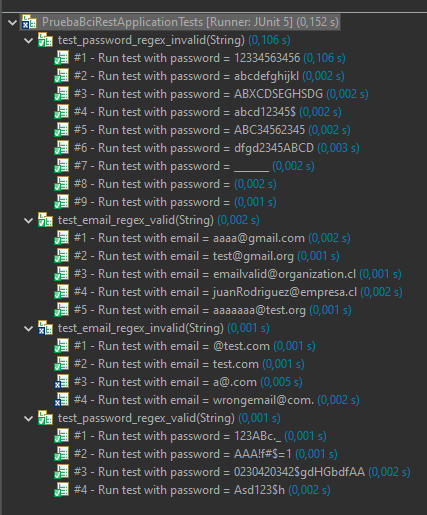 PruebaBciRestApplicationTests [Runner: JUnit 5] (0,152 s)
test_password_regex_invalid(String) (0,106 s)
#1 - Run test with password = 12334563456 (0,106 s)
#2 - Run test with password = abcdefghijkl (0,002 s)
#3 - Run test with password = ABXCDSEGHSDG (0,002 s)
#4 - Run test with password = abcd12345$ (0,002 s)
#5 - Run test with password = ABC34562345 (0,002 s)
#6 - Run test with password = dfgd2345ABCD (0,003 s)
#7 - Run test with password = _______ (0,002 s)
#8 - Run test with password = (0,002 s)
#9 - Run test with password = (0,001 s)
test_email_regex_valid(String) (0,002 s)
#1 - Run test with email = aaaa@gmail.com (0,002 s)
#2 - Run test with email = test@gmail.org (0,001 s)
#3 - Run test with email = emailvalid@organization.cl (0,001 s)
#4 - Run test with email = juanRodriguez@empresa.cl (0,002 s)
#5 - Run test with email = aaaaaaa@test.org (0,001 s)
test_email_regex_invalid(String) (0,001 s)
#1 - Run test with email = @test.com (0,001 s)
#2 - Run test with email = test.com (0,001 s)
#3 - Run test with email = a@.com (0,005 s)
#4 - Run test with email = wrongemail@com. (0,002 s)
test_password_regex_valid(String) (0,001 s)
#1 - Run test with password = 123ABc._ (0,001 s)
#2 - Run test with password = AAA!f#$=1 (0,001 s)
#3 - Run test with password = 0230420342$gdHGbdfAA (0,002 s)
#4 - Run test with password = Asd123$h (0,002 s)